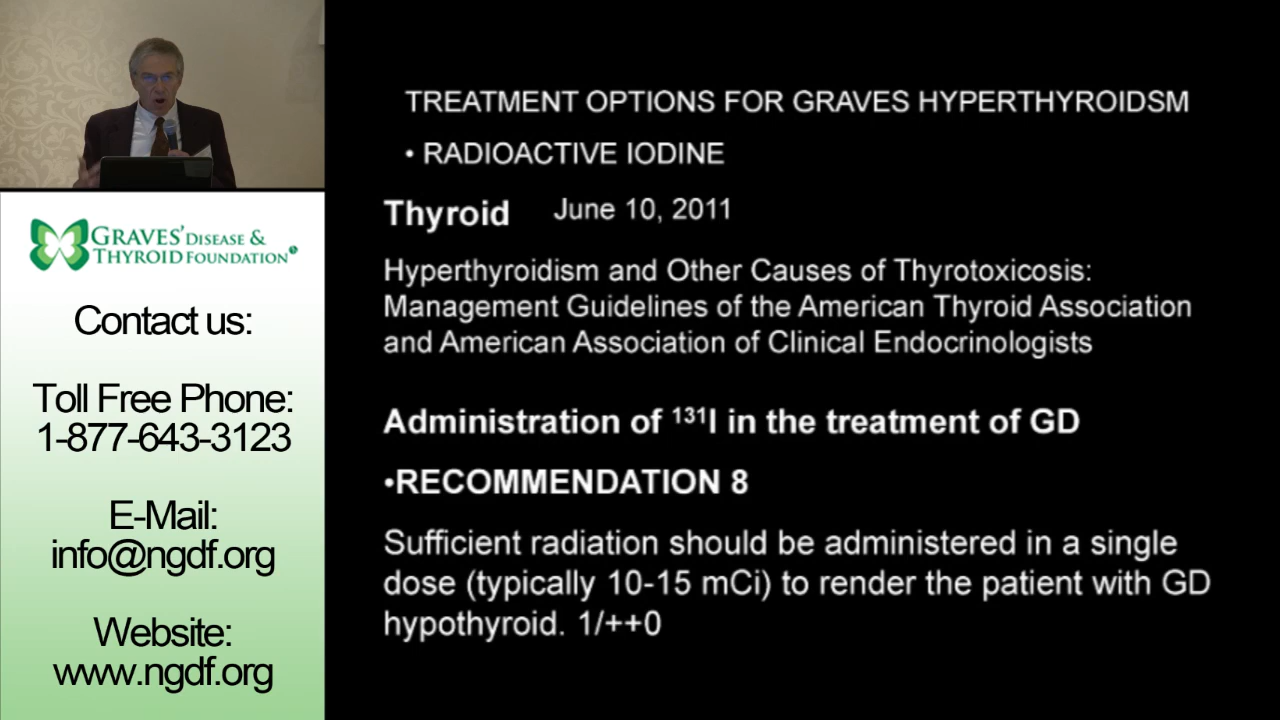 GRAVES' DISEASE &
THYROID FOUNDATION
Contact us:
Toll Free Phone:
1-877-643-3123
E-Mail:
info@ngdf.org
Website:
www.ngdf.org
TREATMENT OPTIONS FOR GRAVES HYPERTHYROIDSM
• RADIOACTIVE IODINE
Thyroid June 10, 2011
Hyperthyroidism and Other Causes of Thyrotoxicosis:
Management Guidelines of the American Thyroid Association
and American Association of Clinical Endocrinologists
Administration of ¹³¹I in the treatment of GD
•RECOMMENDATION 8
Sufficient radiation should be administered in a single
dose (typically 10-15 mCi) to render the patient with GD
hypothyroid. 1/++0